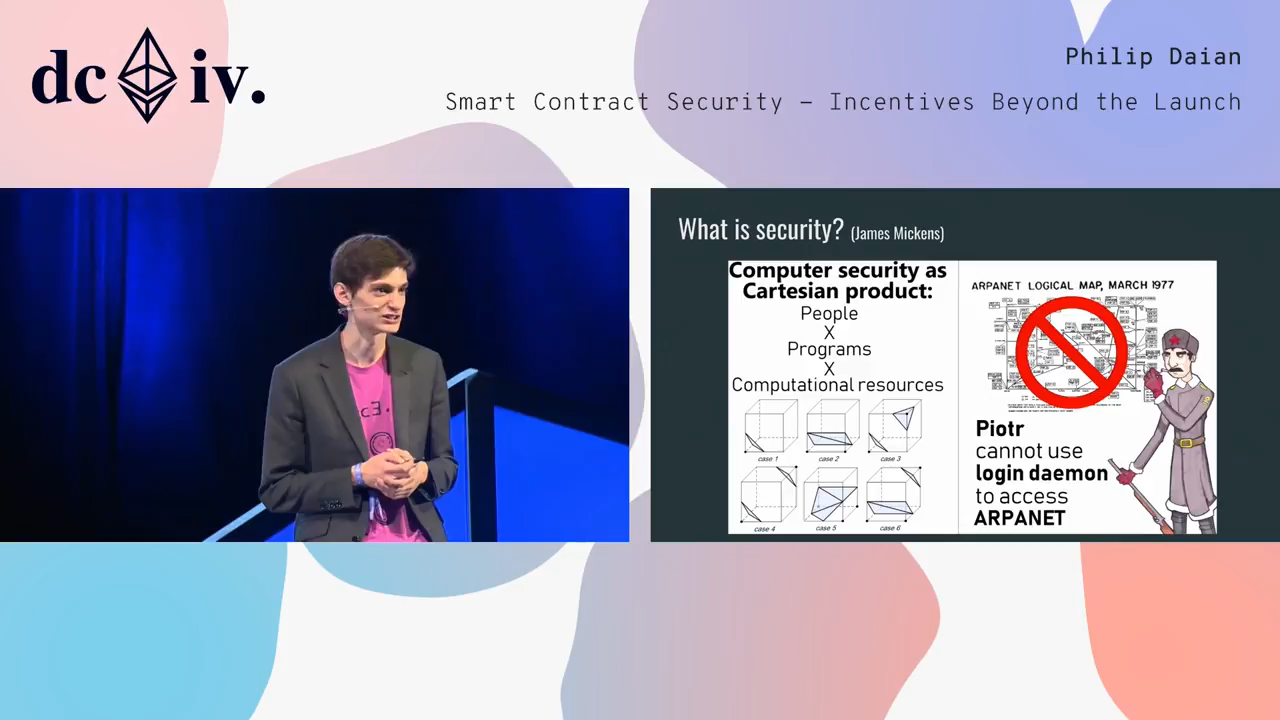 dc iv.
Philip Daian
Smart Contract Security – Incentives Beyond the Launch
c3.
What is security? (James Mickens)
Computer security as
Cartesian product:
People
X
Programs
X
Computational resources
case 1 case 2 case 3
case 4 case 5 case 6
ARPANET LOGICAL MAP, MARCH 1977
Piotr
cannot use
login daemon
to access
ARPANET